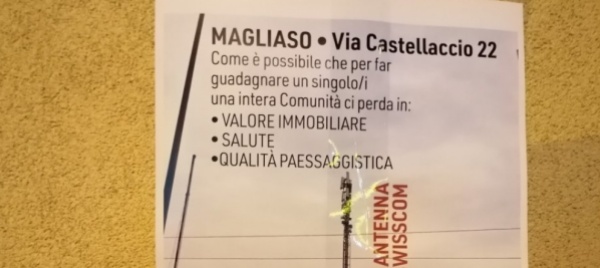 MAGLIASO • Via Castellaccio 22
Come è possibile che per far
guadagnare un singolo/i
una intera Comunità ci perda in:
• VALORE IMMOBILIARE
• SALUTE
•QUALITÀ PAESSAGGISTICA
ANTENNA
WISSCOM